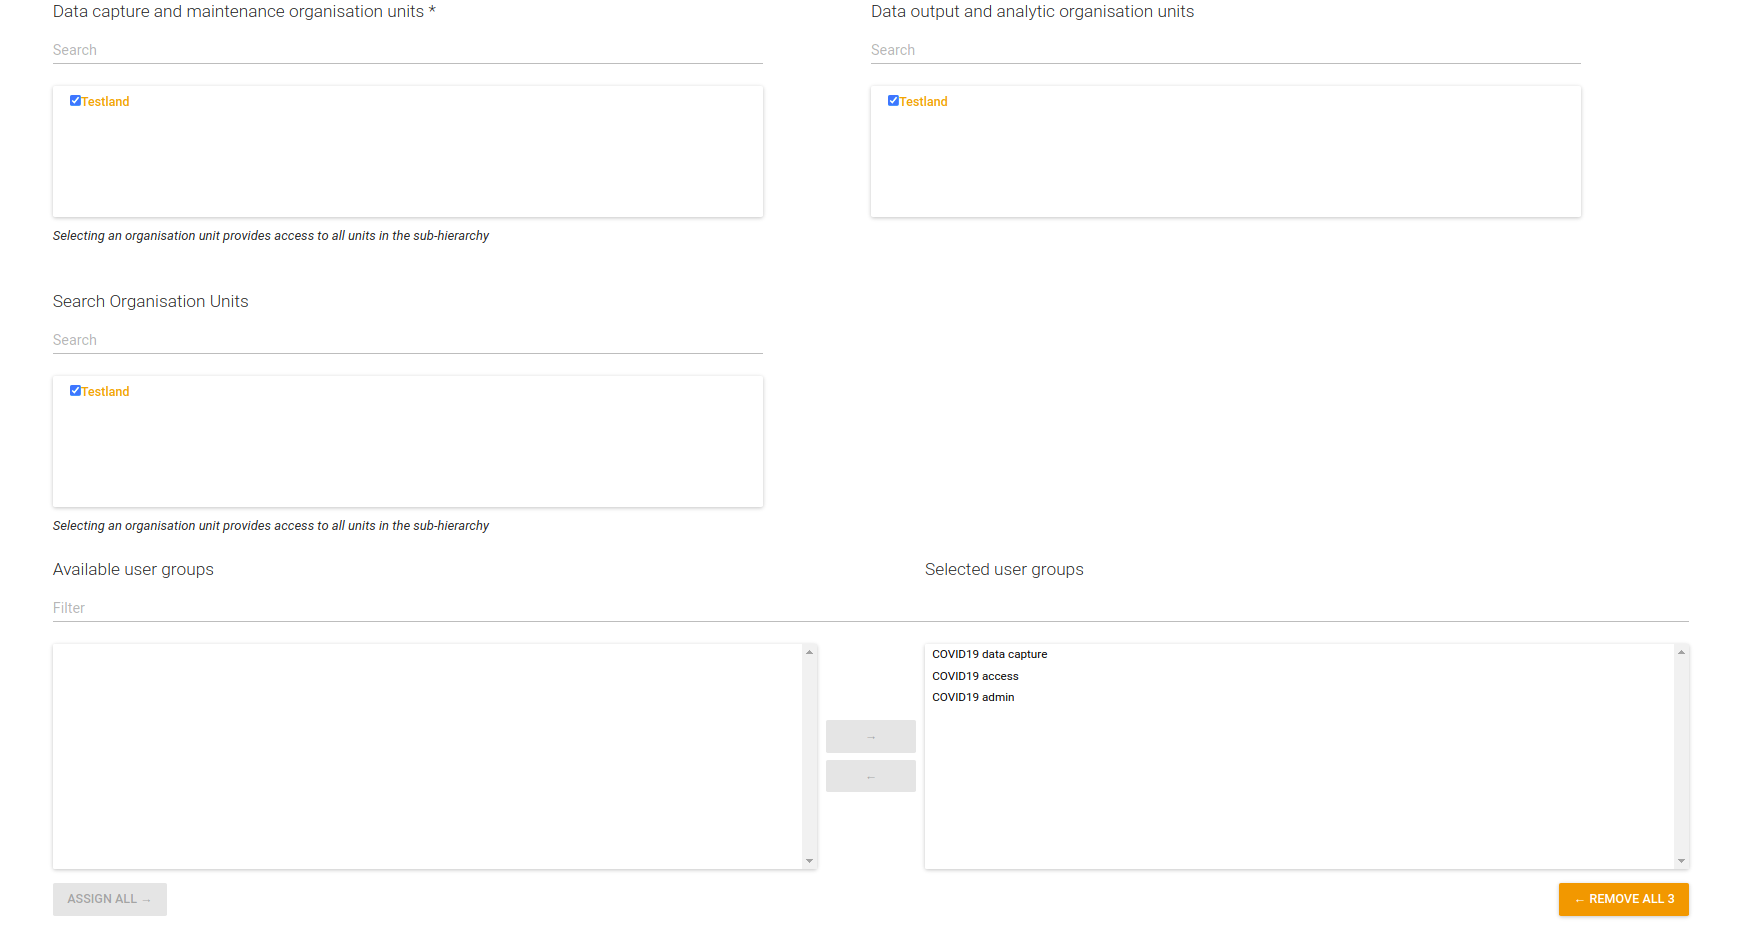 Data capture and maintenance organisation units *
Data output and analytic organisation units
Search
Search
Testland
Testland
Selecting an organisation unit provides access to all units in the sub-hierarchy
Search Organisation Units
Search
Testland
Selecting an organisation unit provides access to all units in the sub-hierarchy
Available user groups
Selected user groups
Filter
COVID19 data capture
COVID19 access
COVID19 admin
→
←
ASSIGN ALL →
← REMOVE ALL 3